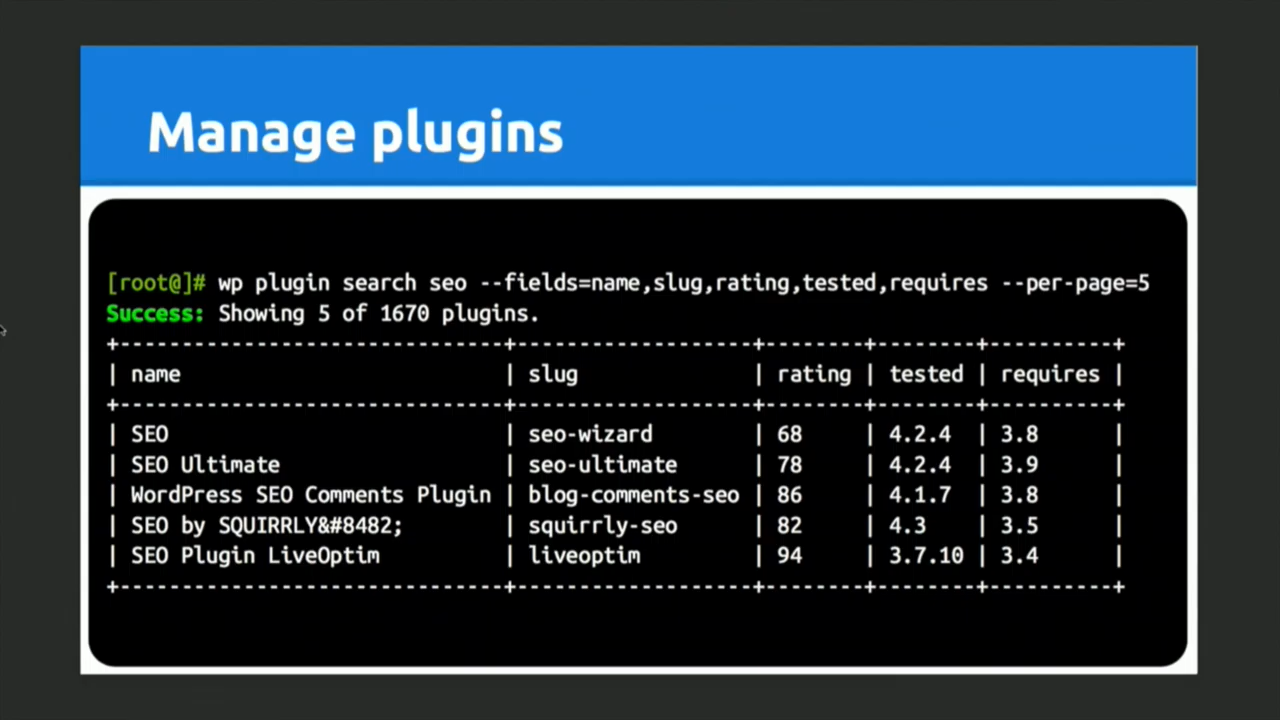 Manage plugins
[root@]# wp plugin search seo --fields=name,slug,rating,tested,requires --per-page=5
Success: Showing 5 of 1670 plugins.
+--------------------------------+--------------------+--------+--------+----------+
| name | slug | rating | tested | requires |
+--------------------------------+--------------------+--------+--------+----------+
| SEO | seo-wizard | 68 | 4.2.4 | 3.8 |
| SEO Ultimate | seo-ultimate | 78 | 4.2.4 | 3.9 |
| WordPress SEO Comments Plugin | blog-comments-seo | 86 | 4.1.7 | 3.8 |
| SEO by SQUIRRLY&#8482; | squirrly-seo | 82 | 4.3 | 3.5 |
| SEO Plugin LiveOptim | liveoptim | 94 | 3.7.10 | 3.4 |
+--------------------------------+--------------------+--------+--------+----------+